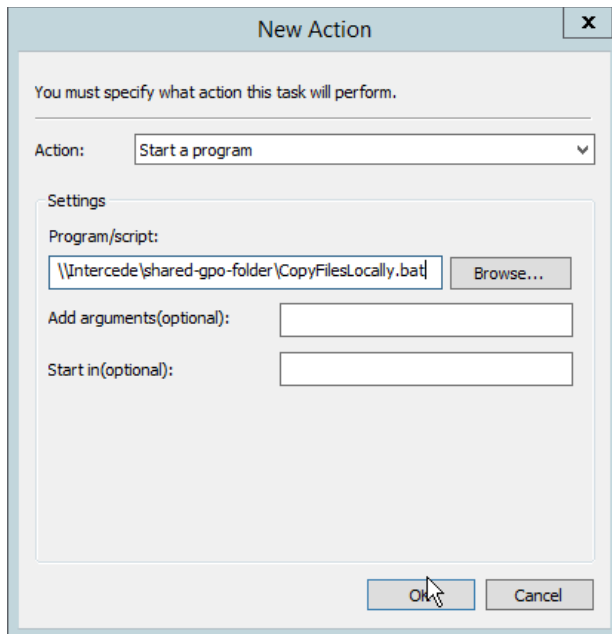 New Action
x
You must specify what action this task will perform.
Action: Start a program
Settings
Program/script:
\\Intercede\shared-gpo-folder\CopyFilesLocally.bat Browse...
Add arguments(optional):
Start in(optional):
OK Cancel